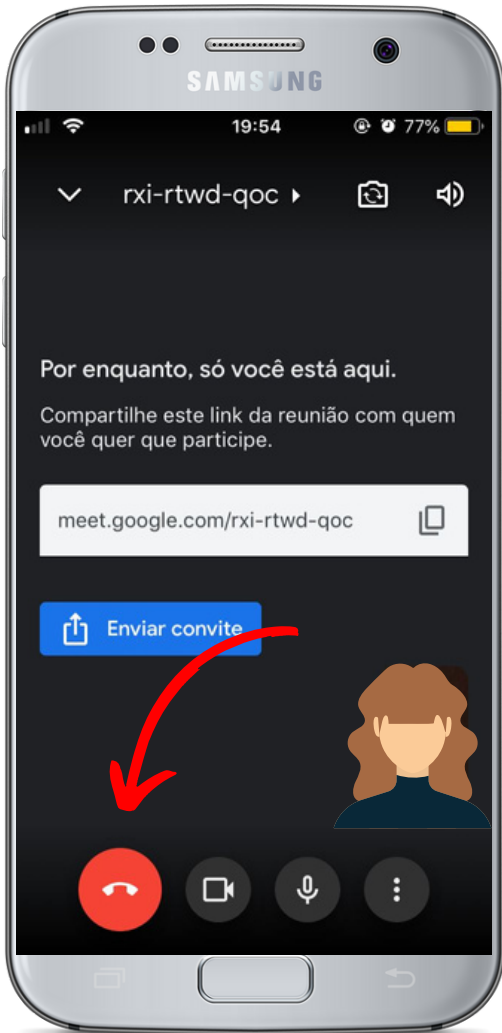 SAMSUNG
19:54
77%
rxi-rtwd-qoc
Por enquanto, só você está aqui.
Compartilhe este link da reunião com quem
você quer que participe.
meet.google.com/rxi-rtwd-qoc
Enviar convite